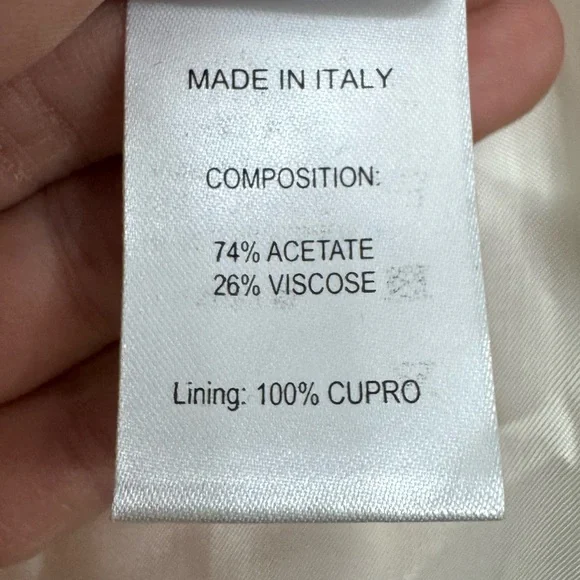 MADE IN ITALY
COMPOSITION:
74% ACETATE
26% VISCOSE
Lining: 100% CUPRO